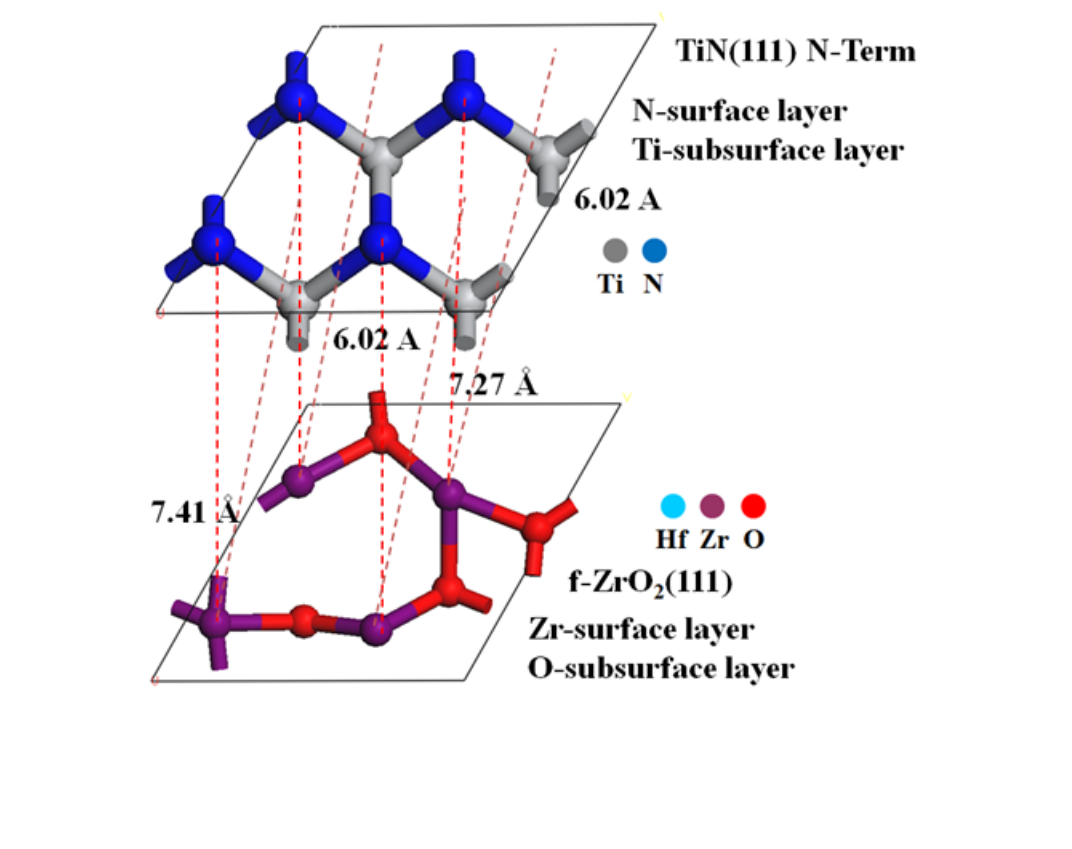 TiN(111) N-Term
N-surface layer
Ti-subsurface layer
6.02 A
Ti N
6.02 A
7.27 Å
7.41 Å
Hf Zr O
f-ZrO₂(111)
Zr-surface layer
O-subsurface layer